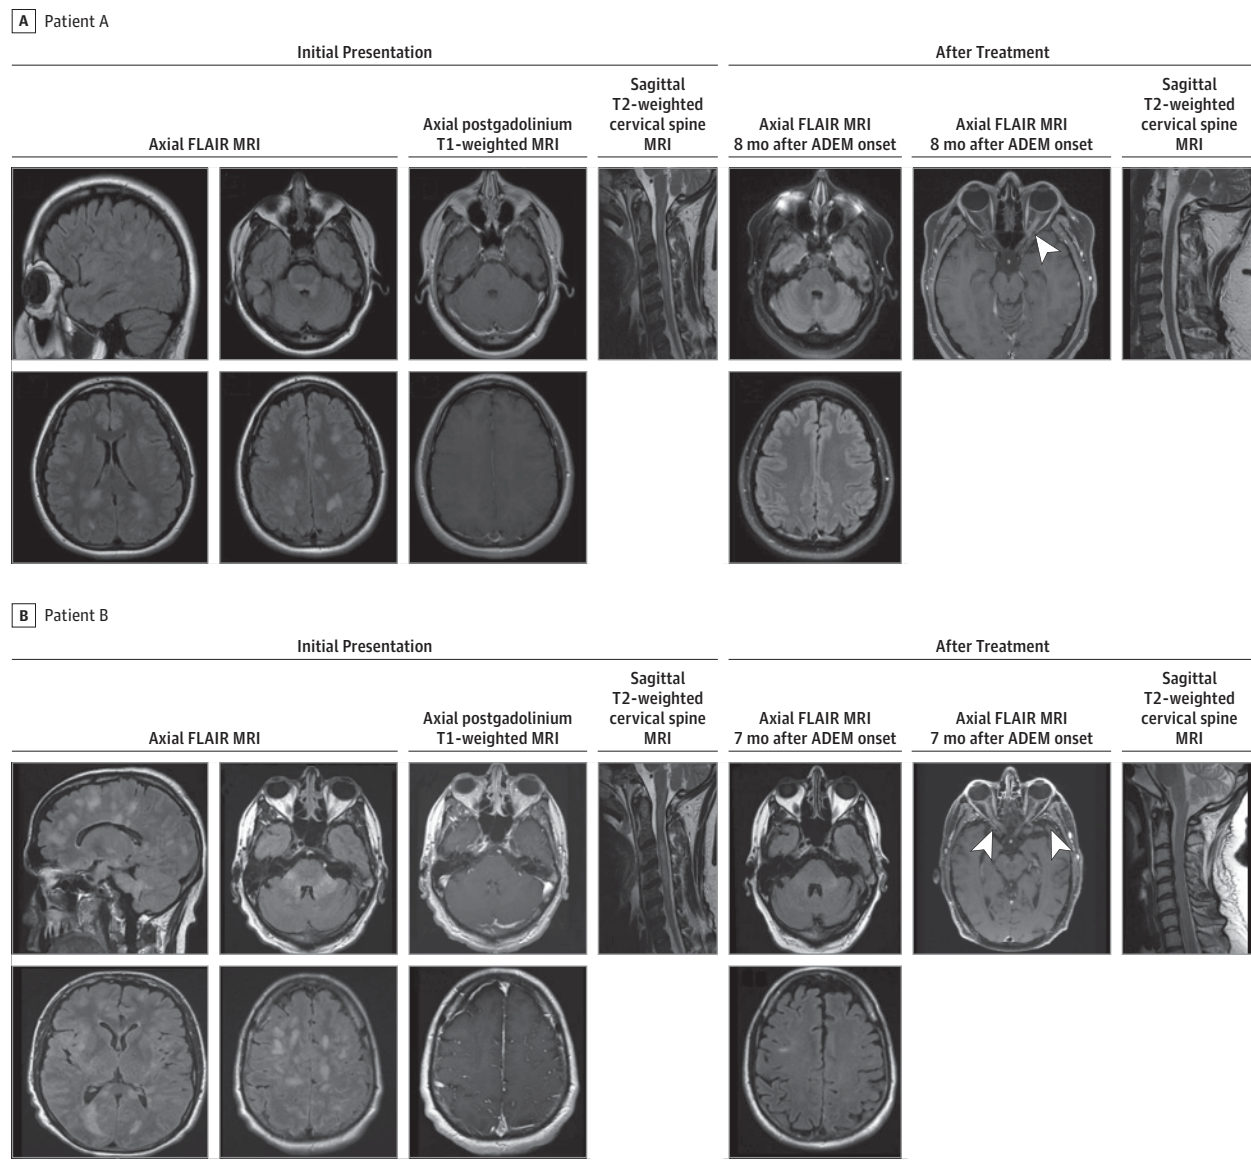 A Patient A
Initial Presentation
After Treatment
Axial FLAIR MRI
Axial postgadolinium
T1-weighted MRI
Sagittal
T2-weighted
cervical spine
MRI
Axial FLAIR MRI
8 mo after ADEM onset
Axial FLAIR MRI
8 mo after ADEM onset
Sagittal
T2-weighted
cervical spine
MRI
B Patient B
Initial Presentation
After Treatment
Axial FLAIR MRI
Axial postgadolinium
T1-weighted MRI
Sagittal
T2-weighted
cervical spine
MRI
Axial FLAIR MRI
7 mo after ADEM onset
Axial FLAIR MRI
7 mo after ADEM onset
Sagittal
T2-weighted
cervical spine
MRI